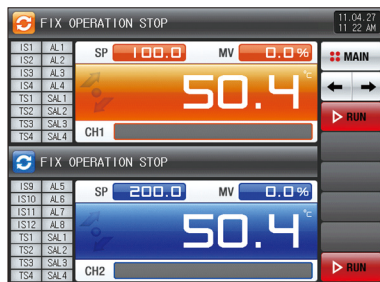 FIX OPERATION STOP
11.04.27
11 22 AM
IS1 AL1
IS2 AL2
IS3 AL3
IS4 AL4
TS1 SAL1
TS2 SAL2
TS3 SAL3
TS4 SAL4
SP 100.0 MV 0.0%
50.4 °C
CH1
MAIN
RUN
FIX OPERATION STOP
IS9 AL5
IS10 AL6
IS11 AL7
IS12 AL8
TS1 SAL1
TS2 SAL2
TS3 SAL3
TS4 SAL4
SP 200.0 MV 0.0%
50.4 °C
CH2
RUN